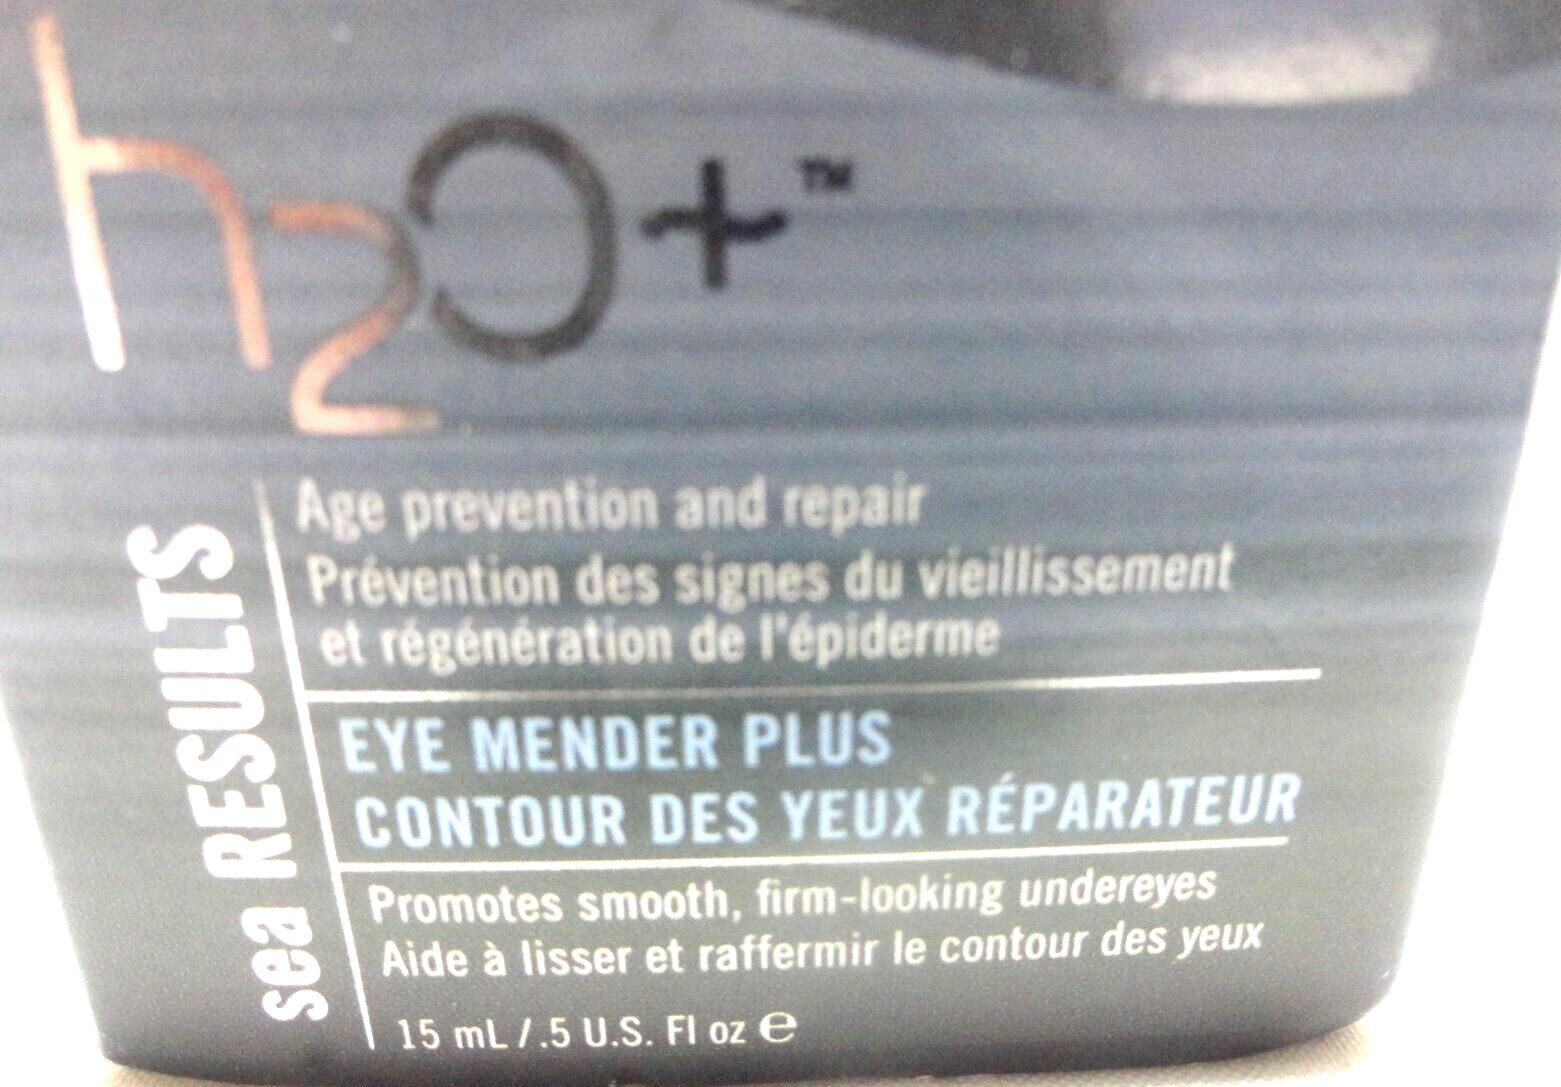 h2O+™
sea RESULTS
Age prevention and repair
Prévention des signes du vieillissement
et régénération de l'épiderme
EYE MENDER PLUS
CONTOUR DES YEUX RÉPARATEUR
Promotes smooth, firm-looking undereyes
Aide à lisser et raffermir le contour des yeux
15 mL / .5 U.S. Fl oz ℮